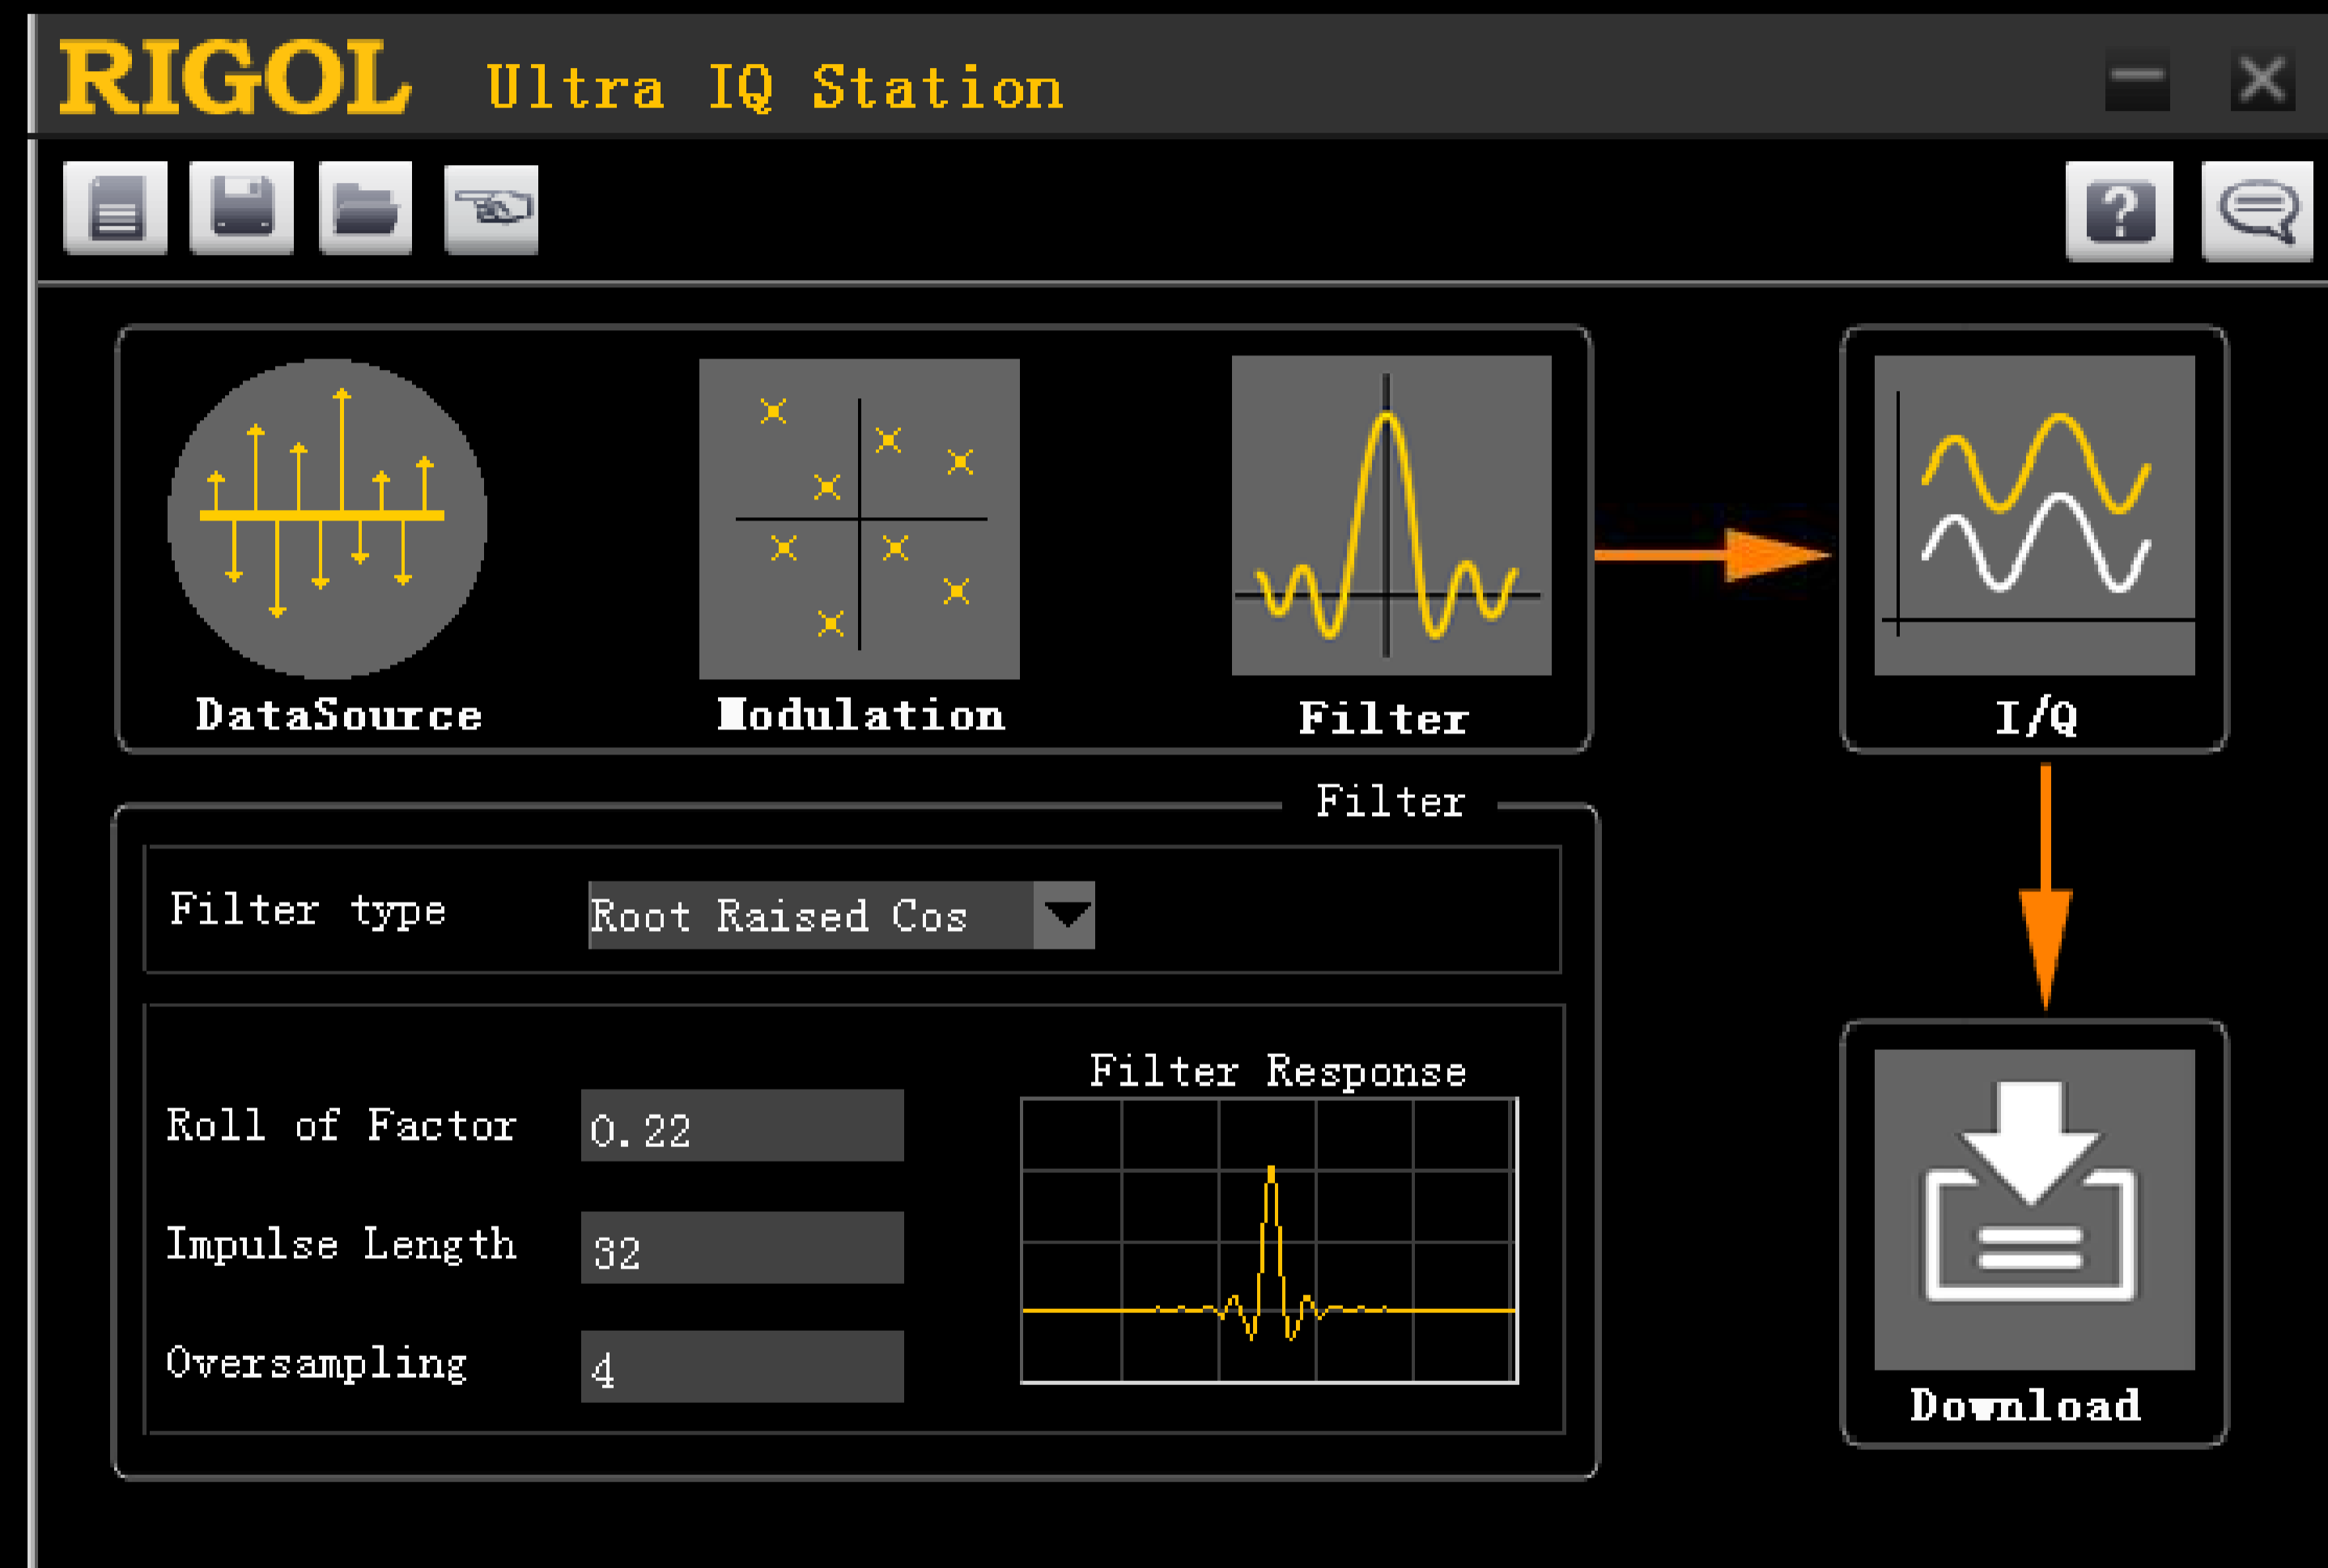 RIGOL Ultra IQ Station
DataSource Modulation Filter I/Q
Filter
Filter type Root Raised Cos
Filter Response
Roll of Factor 0.22
Impulse Length 32
Oversampling 4
Download